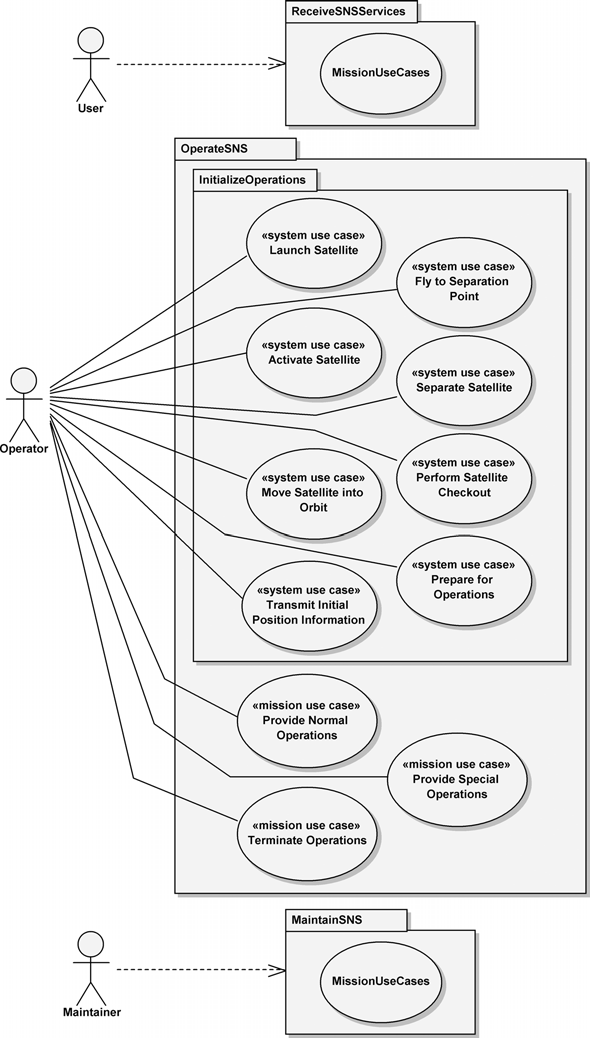 ReceiveSNSServices
MissionUseCases
User
OperateSNS
InitializeOperations
«system use case»
Launch Satellite
«system use case»
Fly to Separation
Point
«system use case»
Activate Satellite
«system use case»
Separate Satellite
Operator
«system use case»
Move Satellite into
Orbit
«system use case»
Perform Satellite
Checkout
«system use case»
Prepare for
Operations
«system use case»
Transmit Initial
Position Information
«mission use case»
Provide Normal
Operations
«mission use case»
Provide Special
Operations
«mission use case»
Terminate Operations
MaintainSNS
MissionUseCases
Maintainer